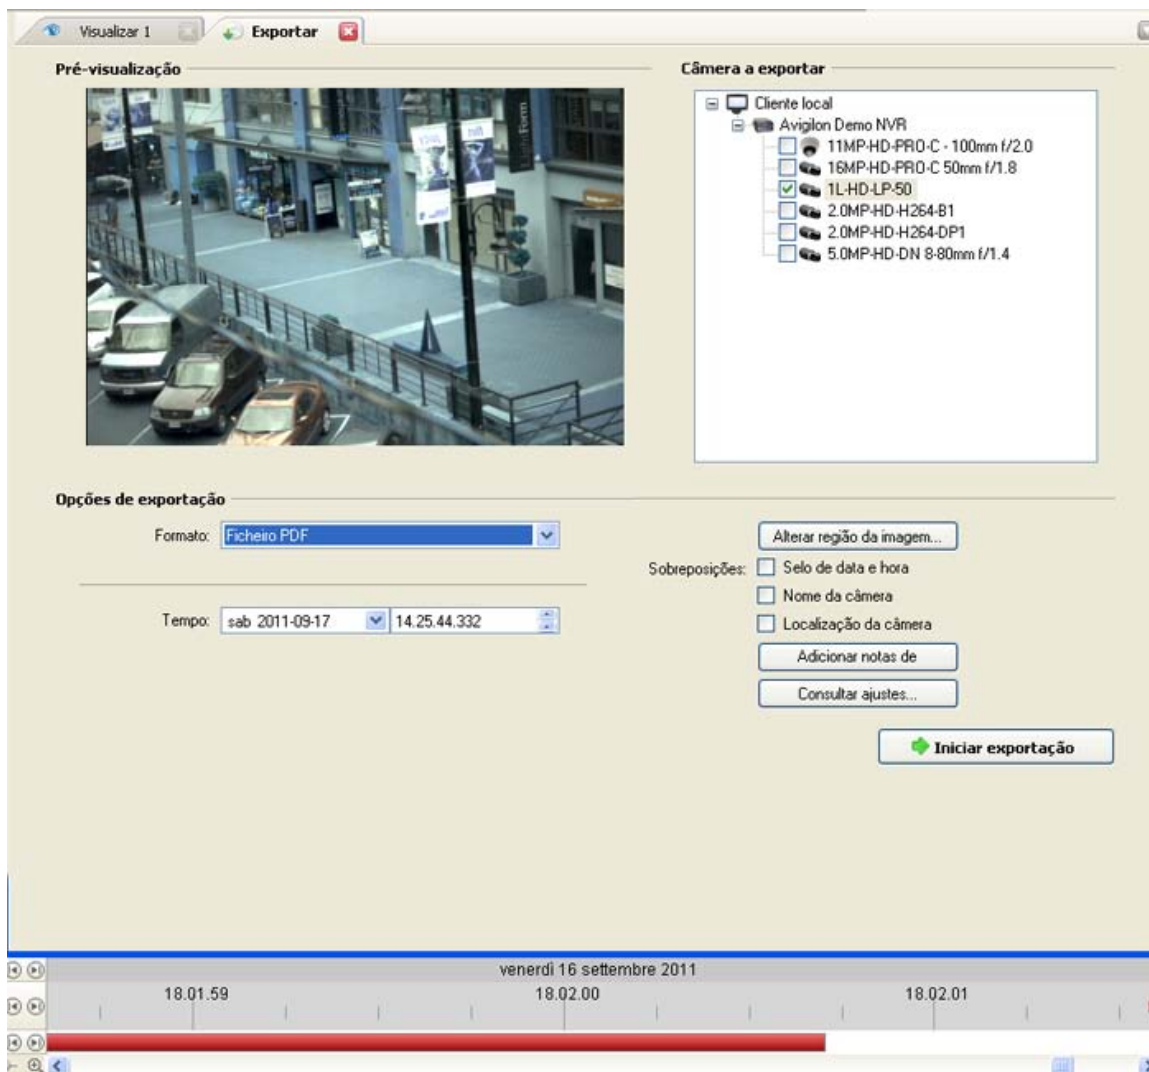 Visualizar 1
Exportar
Pré-visualização
Câmera a exportar
Cliente local
Avigilon Demo NVR
11MP-HD-PRO-C - 100mm f/2.0
16MP-HD-PRO-C 50mm f/1.8
1L-HD-LP-50
2.0MP-HD-H264-B1
2.0MP-HD-H264-DP1
5.0MP-HD-DN 8-80mm f/1.4
LightForm
Opções de exportação
Formato: Ficheiro PDF
Alterar região da imagem...
Sobreposições: Selo de data e hora
Nome da câmera
Tempo: sab 2011-09-17 14.25.44.332
Localização da câmera
Adicionar notas de
Consultar ajustes...
Iniciar exportação
venerdì 16 settembre 2011
18.01.59 18.02.00 18.02.01